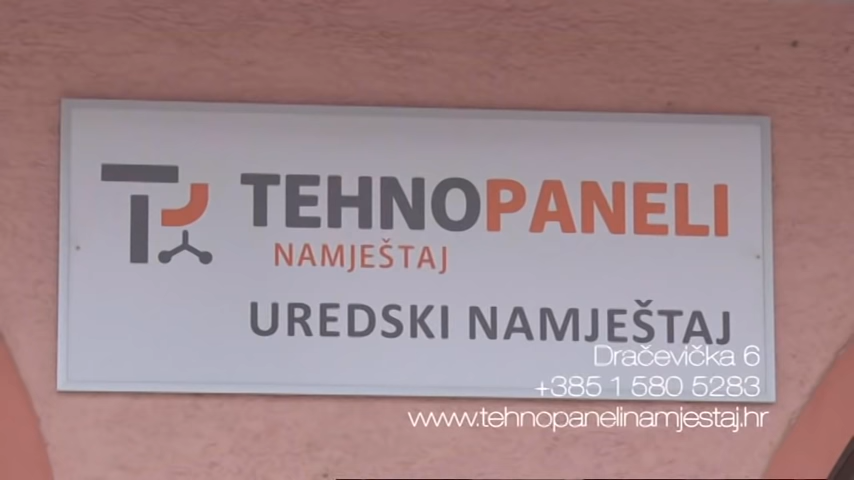 TEHNOPANELI
NAMJEŠTAJ
UREDSKI NAMJEŠTAJ
Dračevička 6
+385 1 580 5283
www.tehnopanelinamjestaj.hr